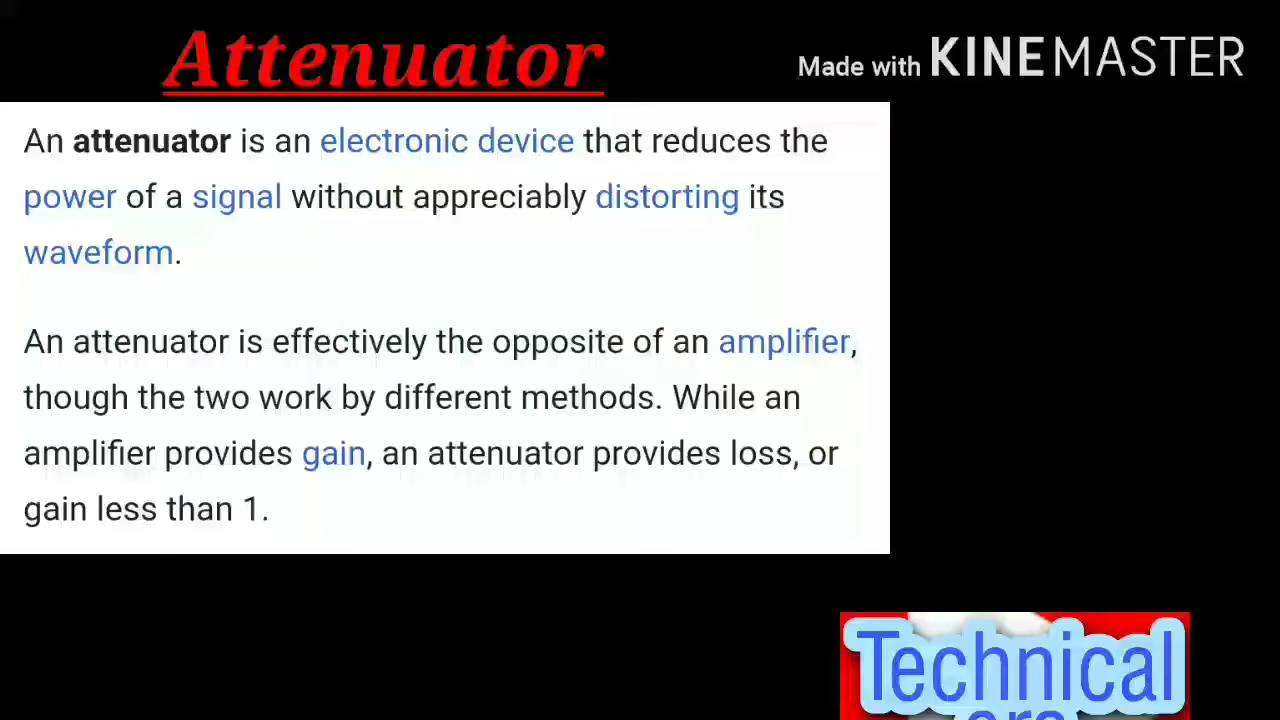 Attenuator
Made with KINEMASTER
An attenuator is an electronic device that reduces the
power of a signal without appreciably distorting its
waveform.
An attenuator is effectively the opposite of an amplifier,
though the two work by different methods. While an
amplifier provides gain, an attenuator provides loss, or
gain less than 1.
Technical